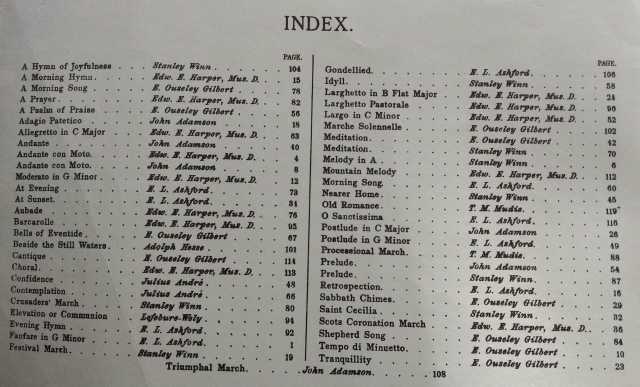 INDEX.
PAGE.
A Hymn of Joyfulness . . Stanley Winn . . . . 104
A Morning Hymn . . . . Edw. E. Harper, Mus. D. . . 15
A Morning Song . . . . E. Ouseley Gilbert . . . 78
A Prayer . . . . Edw. E. Harper, Mus. D. . . 82
A Psalm of Praise . . . E. Ouseley Gilbert . . . 56
Adagio Patetico . . . . John Adamson . . . . 18
Allegretto in C Major . . Edw. E. Harper, Mus. D. . . 63
Andante . . . . John Adamson . . . . 40
Andante con Moto . . . Edw. E. Harper, Mus. D. . . 4
Andante con Moto. . . . John Adamson . . . . 8
Moderato in G Minor . . Edw. E. Harper, Mus. D. . . 12
At Evening . . . . E. L. Ashford. . . . 73
At Sunset. . . . E. L. Ashford. . . . 34
Aubade . . . . Edw. E. Harper, Mus. D. . . 76
Barcarolle . . . . Edw. E. Harper, Mus. D. . . 95
Bells of Eventide . . . E. Ouseley Gilbert . . . 67
Beside the Still Waters . . Adolph Hesse . . . . 101
Cantique . . . . E. Ouseley Gilbert . . . 114
Choral. . . . Edw. E. Harper, Mus. D. . . 113
Confidence . . . . Julius André . . . . 48
Contemplation . . . . Julius André . . . . 66
Crusaders' March . . . Stanley Winn . . . . 80
Elevation or Communion . Lefebure-Wely . . . . 94
Evening Hymn . . . . E. L. Ashford. . . . 92
Fanfare in G Minor . . . E. L. Ashford. . . . 1
Festival March. . . . Stanley Winn . . . . 19
PAGE.
Gondellied. . . . E. L. Ashford. . . . 106
Idyl. . . . Stanley Winn . . . . 58
Larghetto in B Flat Major . Edw. E. Harper, Mus. D. . . 24
Larghetto Pastorale . . . Edw. E. Harper, Mus. D. . . 96
Largo in C Minor . . . Edw. E. Harper, Mus. D. . . 52
Marche Solennelle . . . E. Ouseley Gilbert . . . 102
Meditation. . . . E. Ouseley Gilbert . . . 42
Meditation. . . . Stanley Winn . . . . 70
Melody in A . . . . Stanley Winn . . . . 6
Mountain Melody . . . Edw. E. Harper, Mus. D. . . 112
Morning Song. . . . E. L. Ashford. . . . 60
Nearer Home. . . . Stanley Winn . . . . 45
Old Romance. . . . T. M. Mudie. . . . 119
O Sanctissima . . . . E. L. Ashford. . . . 116
Postlude in C Major . . . John Adamson . . . . 26
Postlude in G Minor . . . E. L. Ashford. . . . 49
Processional March. . . T. M. Mudie. . . . 88
Prelude. . . . John Adamson . . . . 54
Prelude. . . . Stanley Winn . . . . 87
Retrospection. . . . E. L. Ashford. . . . 16
Sabbath Chimes. . . . E. Ouseley Gilbert . . . 29
Saint Cecilia . . . . Stanley Winn . . . . 32
Scots Coronation March . . Edw. E. Harper, Mus. D. . . 36
Shepherd Song . . . . E. Ouseley Gilbert . . . 84
Tempo di Minuetto. . . E. Ouseley Gilbert . . . 10
Tranquillity . . . . E. Ouseley Gilbert . . . 23
Triumphal March. . . . John Adamson. . . . 108